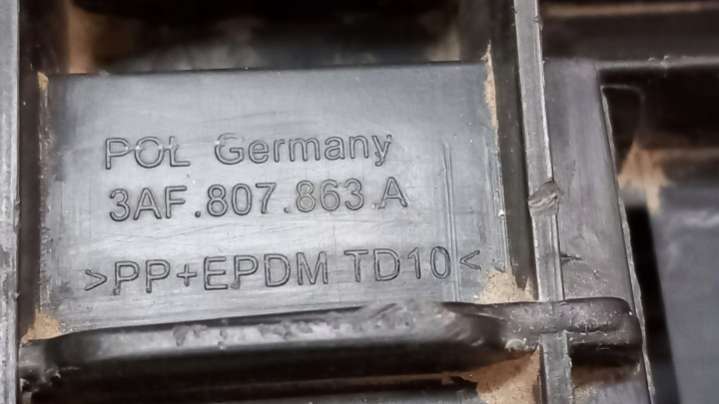 POL Germany
3AF.807.863.A
>PP+EPDM TD10<